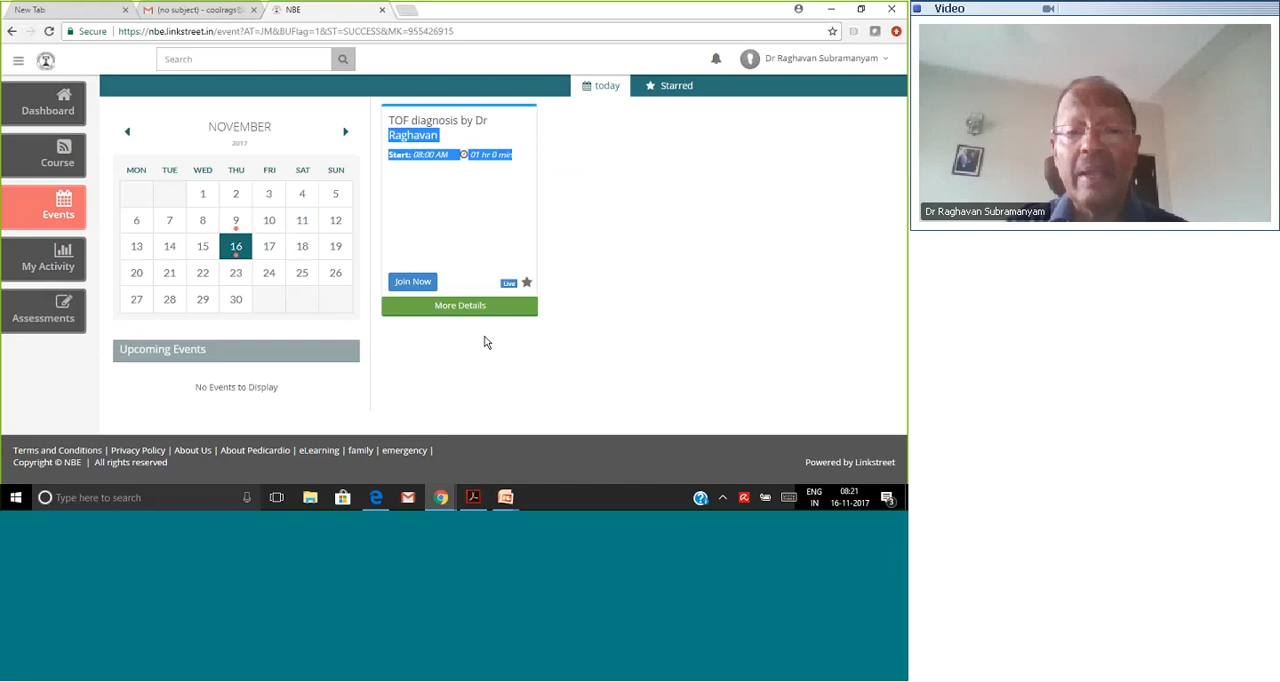 New Tab
(no subject) - coolrags
NBE
Secure
https://nbe.linkstreet.in/event?AT=JM&BUFlag=1&ST=SUCCESS&MK=955426915
Search
Dr Raghavan Subramanyam
today
Starred
Dashboard
Course
Events
My Activity
Assessments
NOVEMBER
2017
MON TUE WED THU FRI SAT SUN
1 2 3 4 5
6 7 8 9 10 11 12
13 14 15 16 17 18 19
20 21 22 23 24 25 26
27 28 29 30
Upcoming Events
No Events to Display
TOF diagnosis by Dr
Raghavan
Start: 08:00 AM 01 hr 0 min
Join Now
Live
More Details
Terms and Conditions | Privacy Policy | About Us | About Pedicardio | eLearning | family | emergency |
Copyright © NBE | All rights reserved
Powered by Linkstreet
Type here to search
ENG
IN
08:21
16-11-2017
3
Video
Dr Raghavan Subramanyam